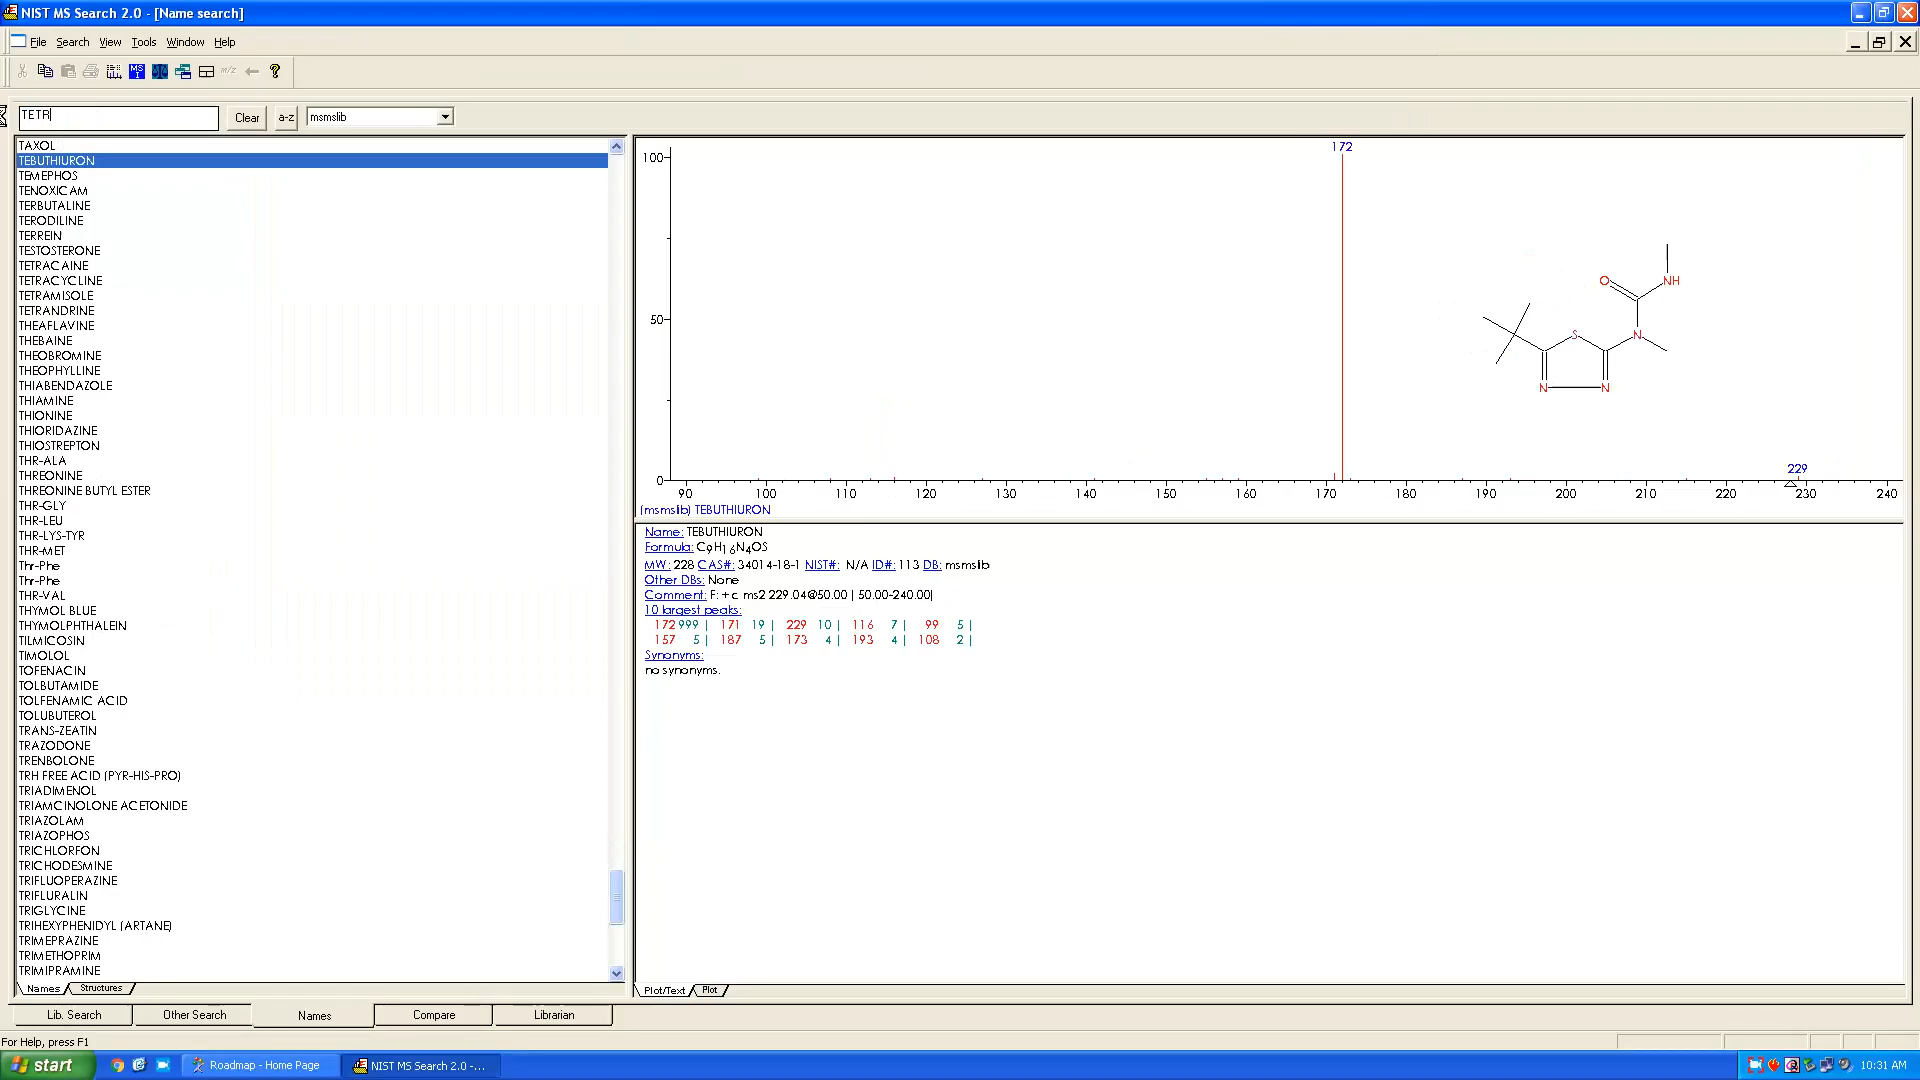 NIST MS Search 2.0 - [Name search]
File Search View Tools Window Help
TETR
Clear
a-z
msmslib
TAXOL
TEBUTHIURON
TEMEPHOS
TENOXICAM
TERBUTALINE
TERODILINE
TERREIN
TESTOSTERONE
TETRACAINE
TETRACYCLINE
TETRAMISOLE
TETRANDRINE
THEAFLAVINE
THEBAINE
THEOBROMINE
THEOPHYLLINE
THIABENDAZOLE
THIAMINE
THIONINE
THIORIDAZINE
THIOSTREPTON
THR-ALA
THREONINE
THREONINE BUTYL ESTER
THR-GLY
THR-LEU
THR-LYS-TYR
THR-MET
Thr-Phe
Thr-Phe
THR-VAL
THYMOL BLUE
THYMOLPHTHALEIN
TILMICOSIN
TIMOLOL
TOFENACIN
TOLBUTAMIDE
TOLFENAMIC ACID
TOLUBUTEROL
TRANS-ZEATIN
TRAZODONE
TRENBOLONE
TRH FREE ACID (PYR-HIS-PRO)
TRIADIMENOL
TRIAMCINOLONE ACETONIDE
TRIAZOLAM
TRIAZOPHOS
TRICHLORFON
TRICHODESMINE
TRIFLUOPERAZINE
TRIFLURALIN
TRIGLYCINE
TRIHEXYPHENIDYL (ARTANE)
TRIMEPRAZINE
TRIMETHOPRIM
TRIMIPRAMINE
Names Structures
172
100
50
0
229
O NH
S N
N N
90 100 110 120 130 140 150 160 170 180 190 200 210 220 230 240
(msmslib) TEBUTHIURON
Name: TEBUTHIURON
Formula: C9H16N4OS
MW: 228 CAS#: 34014-18-1 NIST#: N/A ID#: 113 DB: msmslib
Other DBs: None
Comment: F: + c ms2 229.04@50.00 | 50.00-240.00|
10 largest peaks:
172 999 | 171 19 | 229 10 | 116 7 | 99 5 |
157 5 | 187 5 | 173 4 | 193 4 | 108 2 |
Synonyms:
no synonyms.
Plot/Text Plot
Lib. Search Other Search Names Compare Librarian
For Help, press F1
start
Roadmap - Home Page
NIST MS Search 2.0 -...
10:31 AM